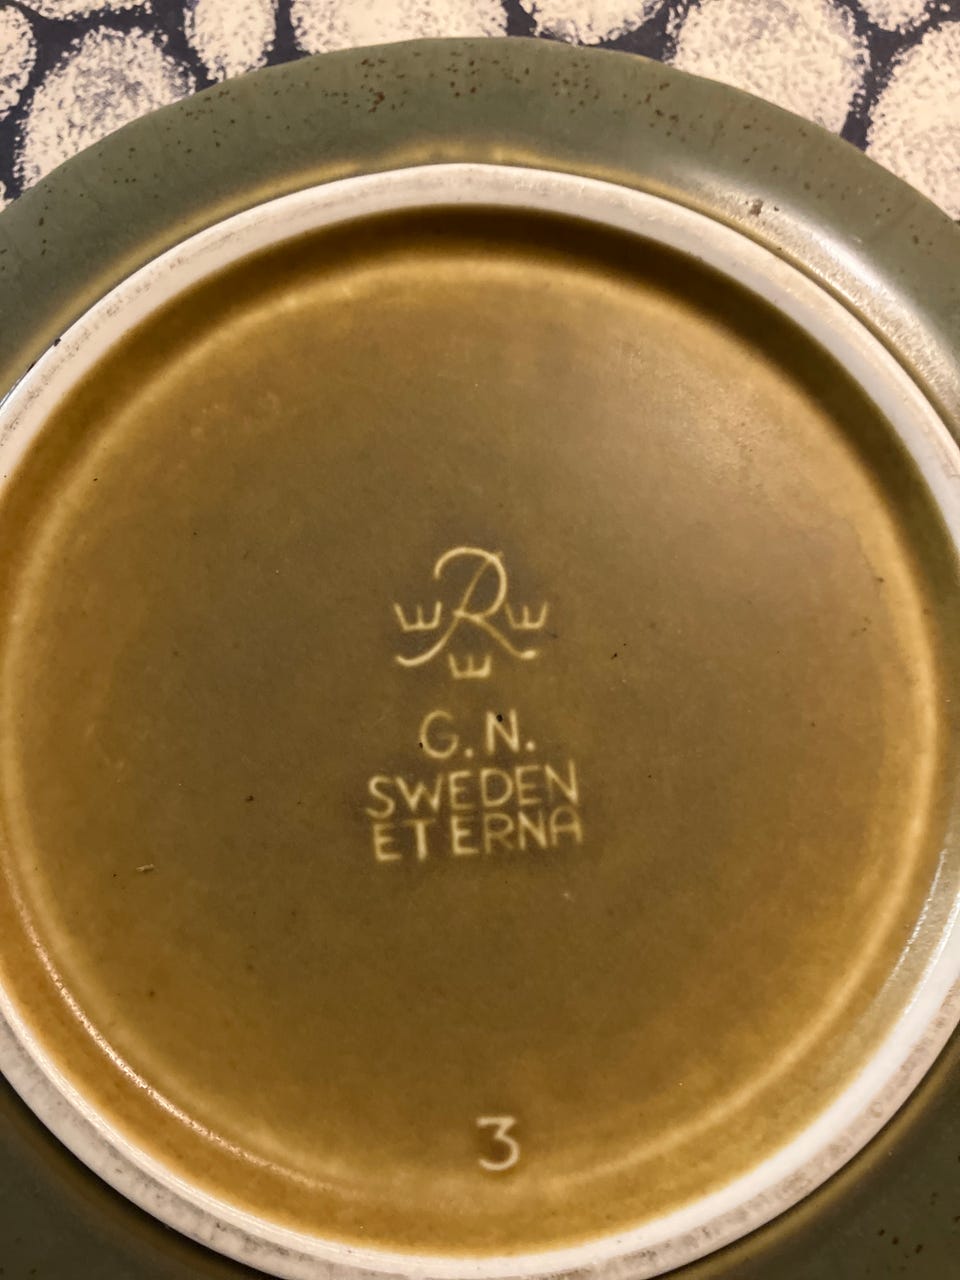 R
G. N.
SWEDEN
ETERNA
3